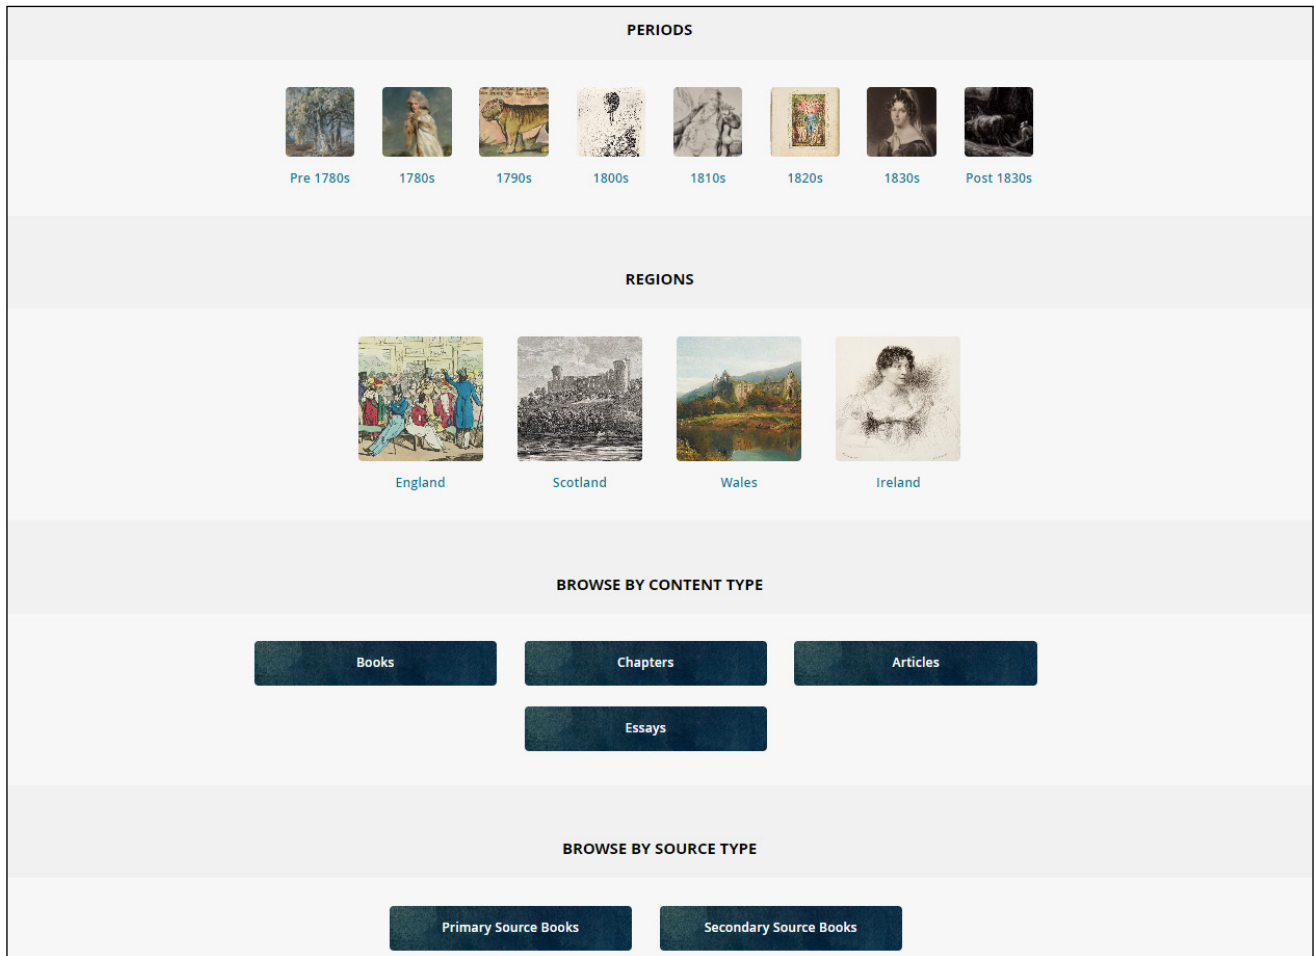 PERIODS
Pre 1780s 1780s 1790s 1800s 1810s 1820s 1830s Post 1830s
REGIONS
England Scotland Wales Ireland
BROWSE BY CONTENT TYPE
Books Chapters Articles
Essays
BROWSE BY SOURCE TYPE
Primary Source Books Secondary Source Books